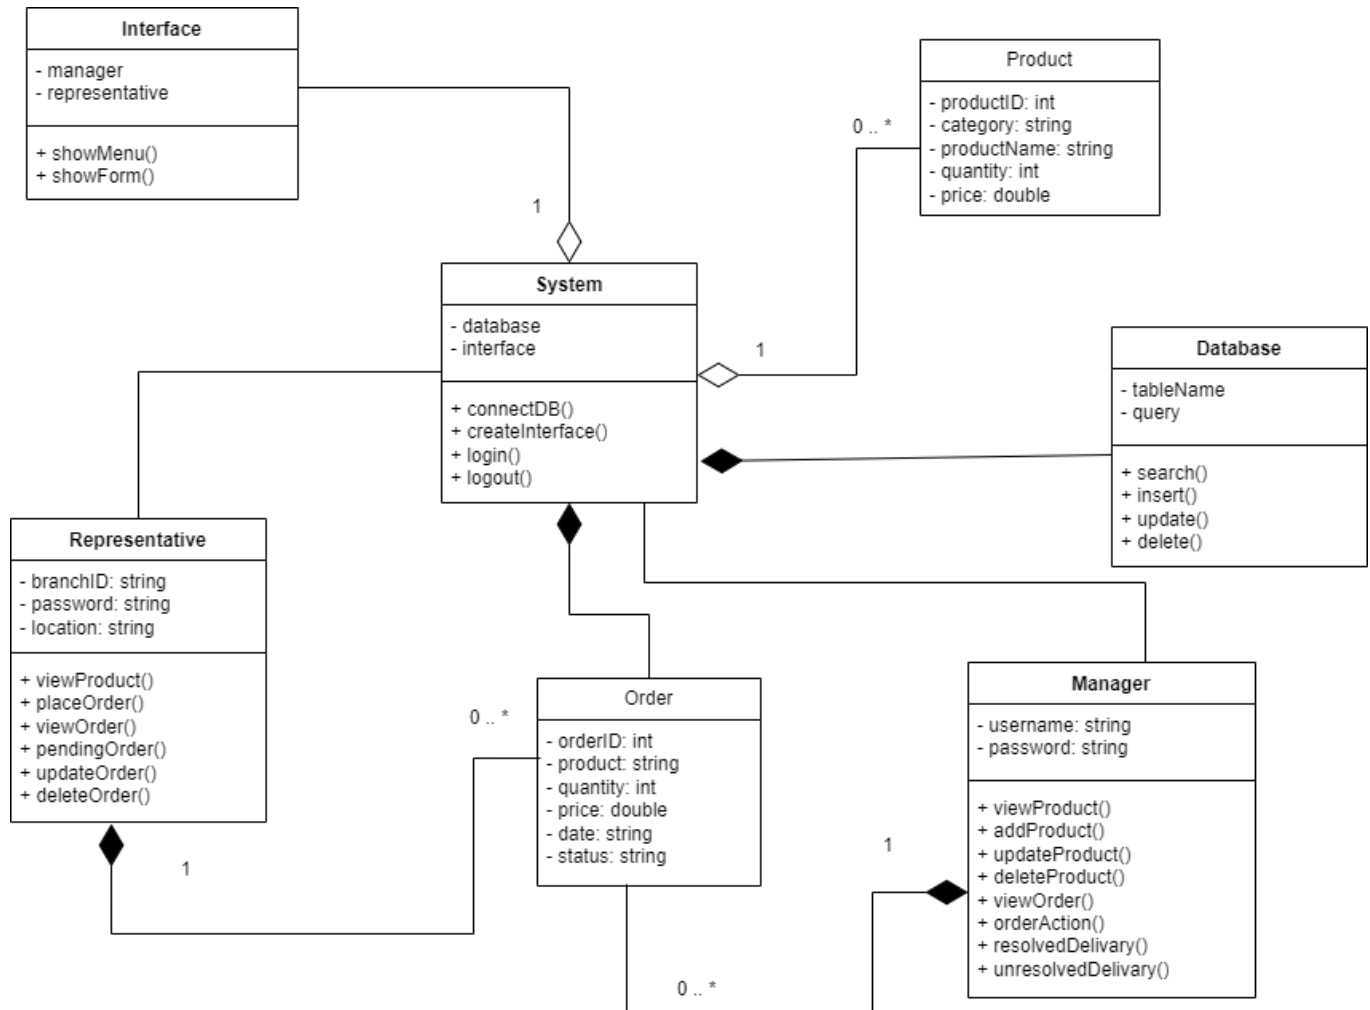 Interface
- manager
- representative
+ showMenu()
+ showForm()
Product
- productID: int
- category: string
- productName: string
- quantity: int
- price: double
0 .. *
1
System
- database
- interface
+ connectDB()
+ createInterface()
+ login()
+ logout()
1
Database
- tableName
- query
+ search()
+ insert()
+ update()
+ delete()
Representative
- branchID: string
- password: string
- location: string
+ viewProduct()
+ placeOrder()
+ viewOrder()
+ pendingOrder()
+ updateOrder()
+ deleteOrder()
1
0 .. *
Order
- orderID: int
- product: string
- quantity: int
- price: double
- date: string
- status: string
0 .. *
1
Manager
- username: string
- password: string
+ viewProduct()
+ addProduct()
+ updateProduct()
+ deleteProduct()
+ viewOrder()
+ orderAction()
+ resolvedDelivary()
+ unresolvedDelivary()